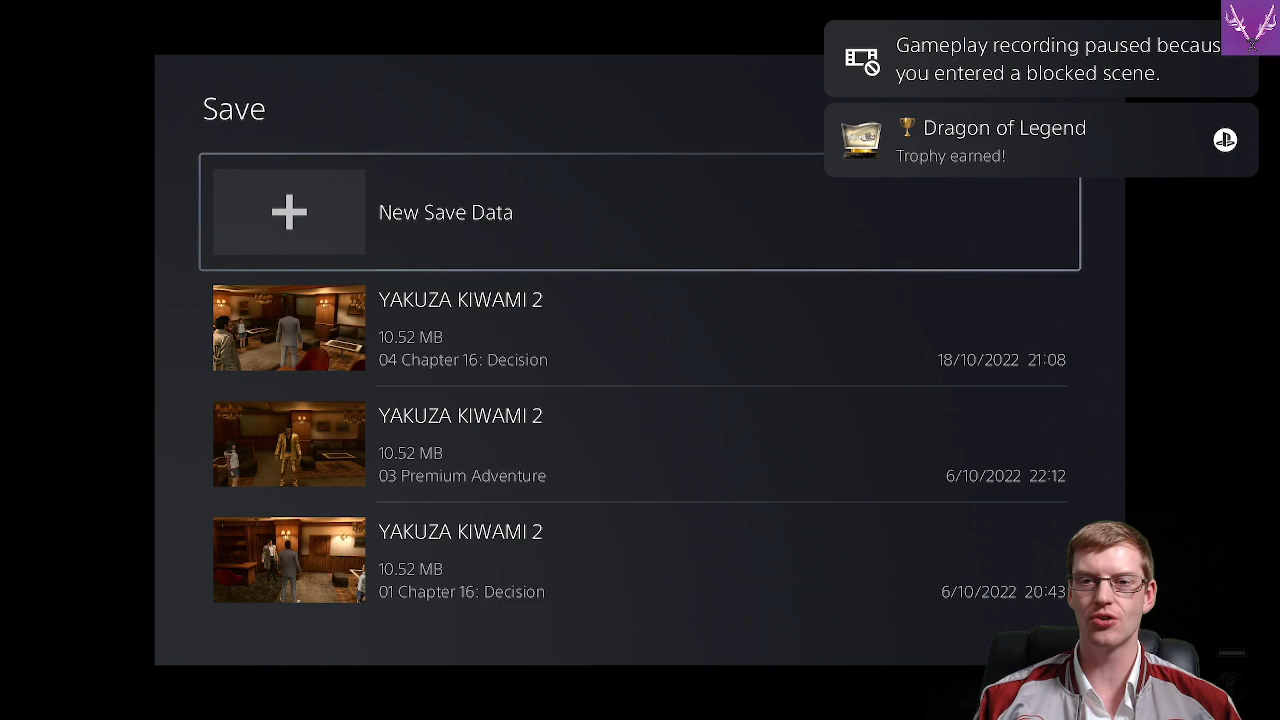 Gameplay recording paused becau
you entered a blocked scene.
Dragon of Legend
Trophy earned!
Save
New Save Data
YAKUZA KIWAMI 2
10.52 MB
04 Chapter 16: Decision
18/10/2022 21:08
YAKUZA KIWAMI 2
10.52 MB
03 Premium Adventure
6/10/2022 22:12
YAKUZA KIWAMI 2
10.52 MB
01 Chapter 16: Decision
6/10/2022 20:43